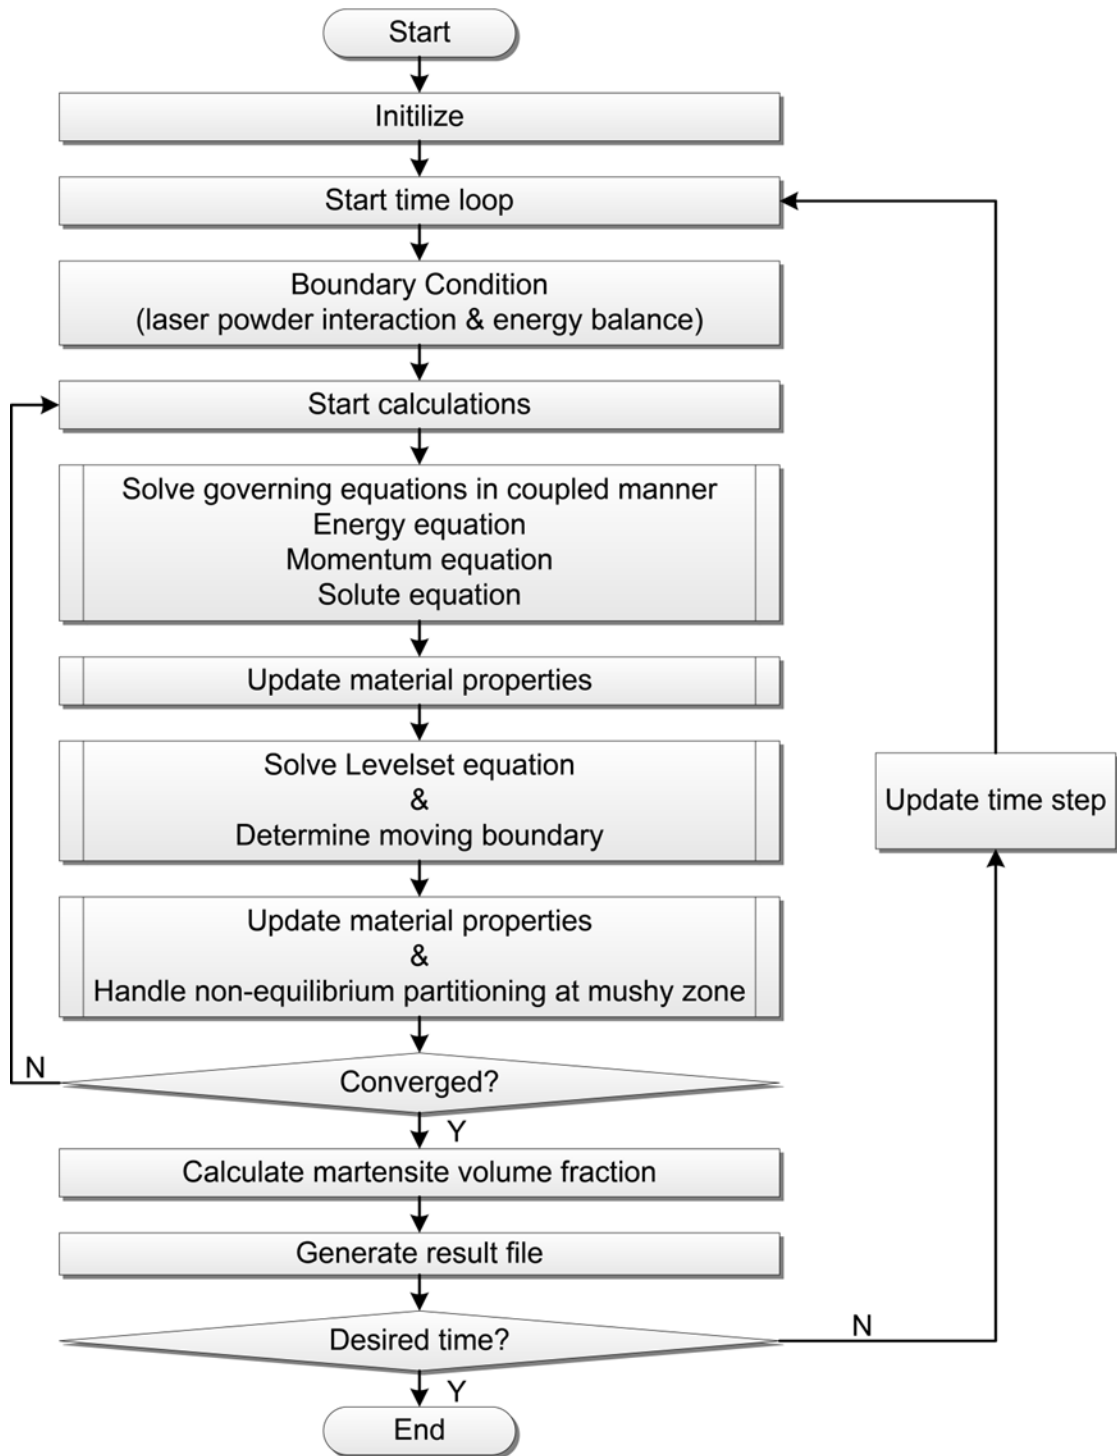 Start
Initilize
Start time loop
Boundary Condition
(laser powder interaction & energy balance)
Start calculations
Solve governing equations in coupled manner
Energy equation
Momentum equation
Solute equation
Update material properties
Solve Levelset equation
&
Determine moving boundary
Update time step
Update material properties
&
Handle non-equilibrium partitioning at mushy zone
N
Converged?
Y
Calculate martensite volume fraction
Generate result file
Desired time?
N
Y
End